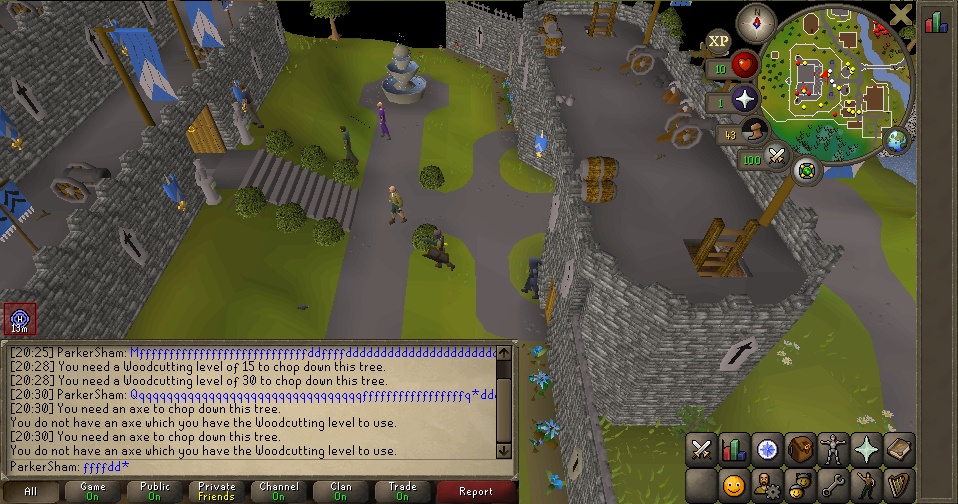 N
XP
10
1
43
100
H
13m
[20:25] ParkerSham: Mfffffffffffffffffffffffffffddffffdddddddddddddddddddddddd
[20:28] You need a Woodcutting level of 15 to chop down this tree.
[20:28] You need a Woodcutting level of 30 to chop down this tree.
[20:30] ParkerSham: Qqqqqqqqqqqqqqqqqqqqqqqqqqqqqqqqfffffffffffffffffq*dd
[20:30] You need an axe to chop down this tree.
You do not have an axe which you have the Woodcutting level to use.
[20:30] You need an axe to chop down this tree.
You do not have an axe which you have the Woodcutting level to use.
ParkerSham: ffffdd*
All Game Public Private Channel Clan Trade Report
On On Friends On On On